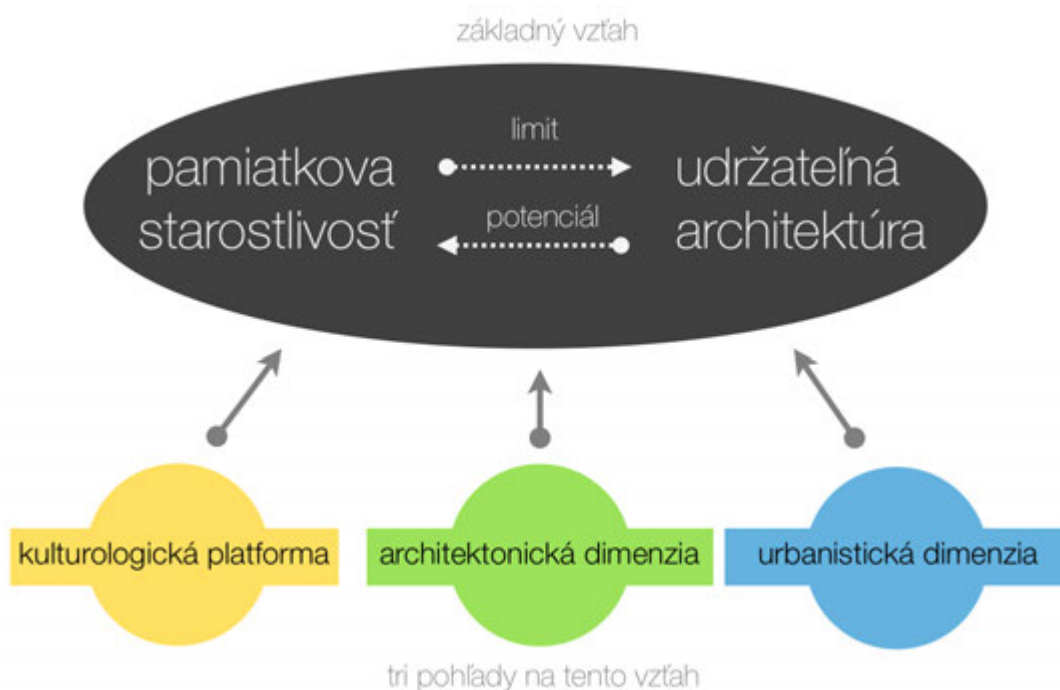 základný vzťah
limit
pamiatkova
starostlivosť
udržateľná
architektúra
potenciál
kulturologická platforma
architektonická dimenzia
urbanistická dimenzia
tri pohľady na tento vzťah